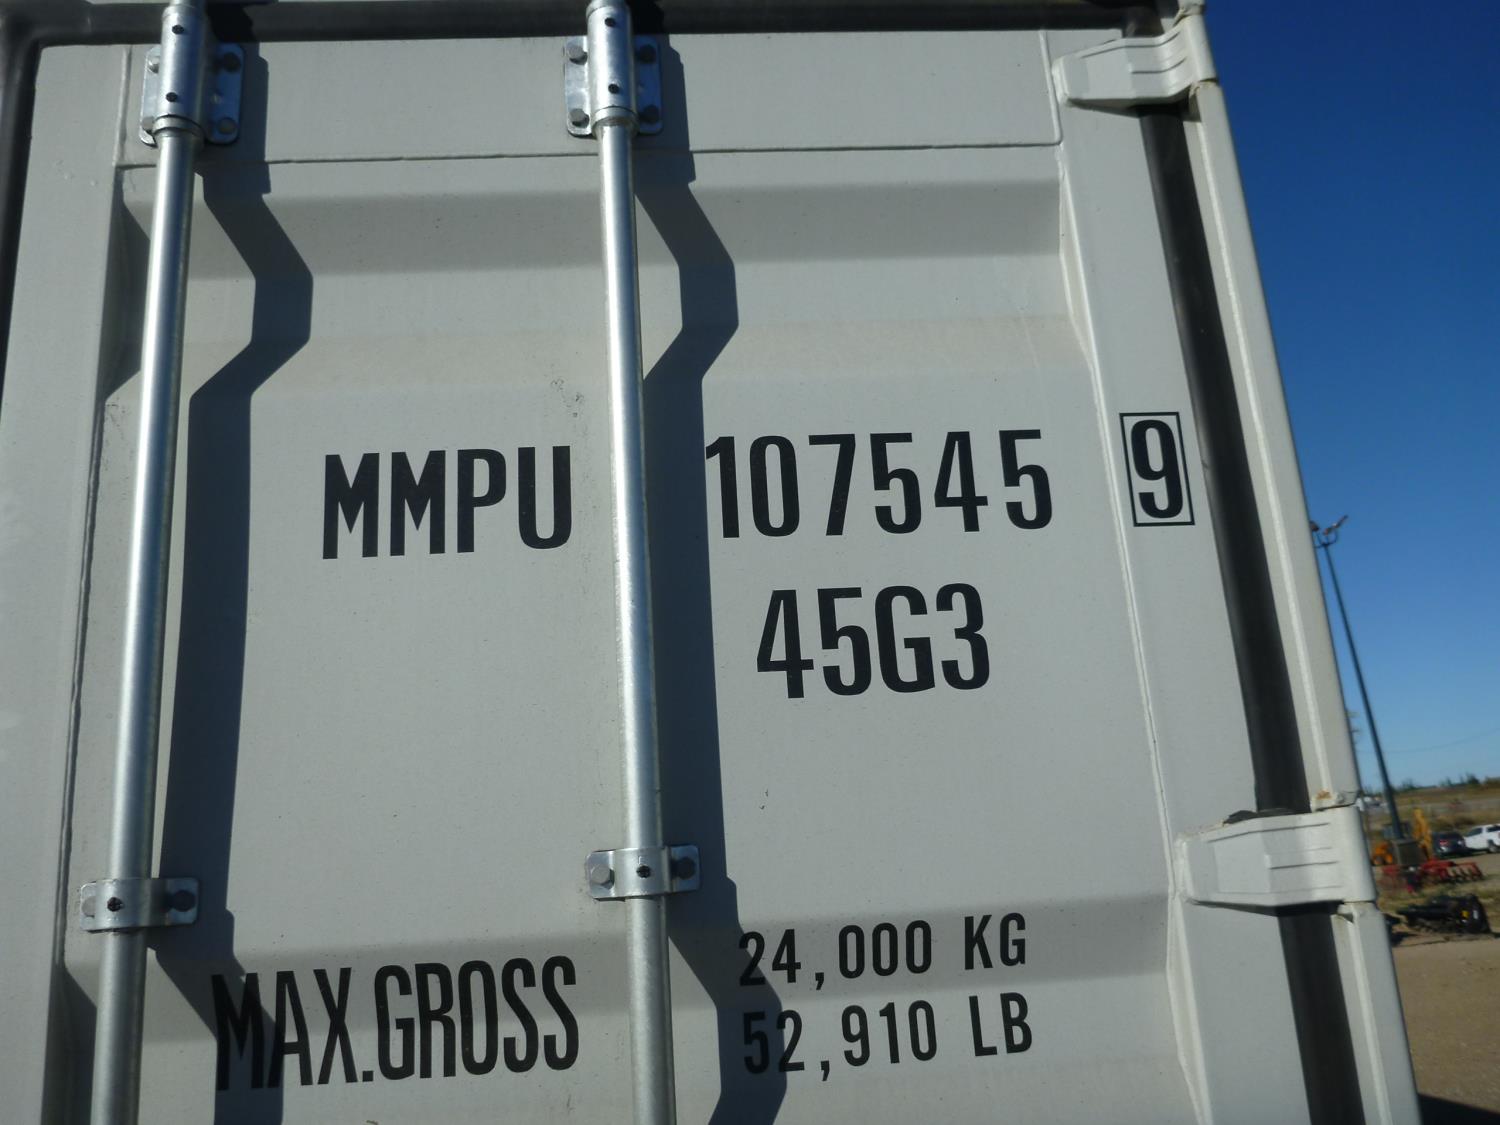 MMPU 107545 9
45G3
MAX.GROSS 24,000 KG
52,910 LB